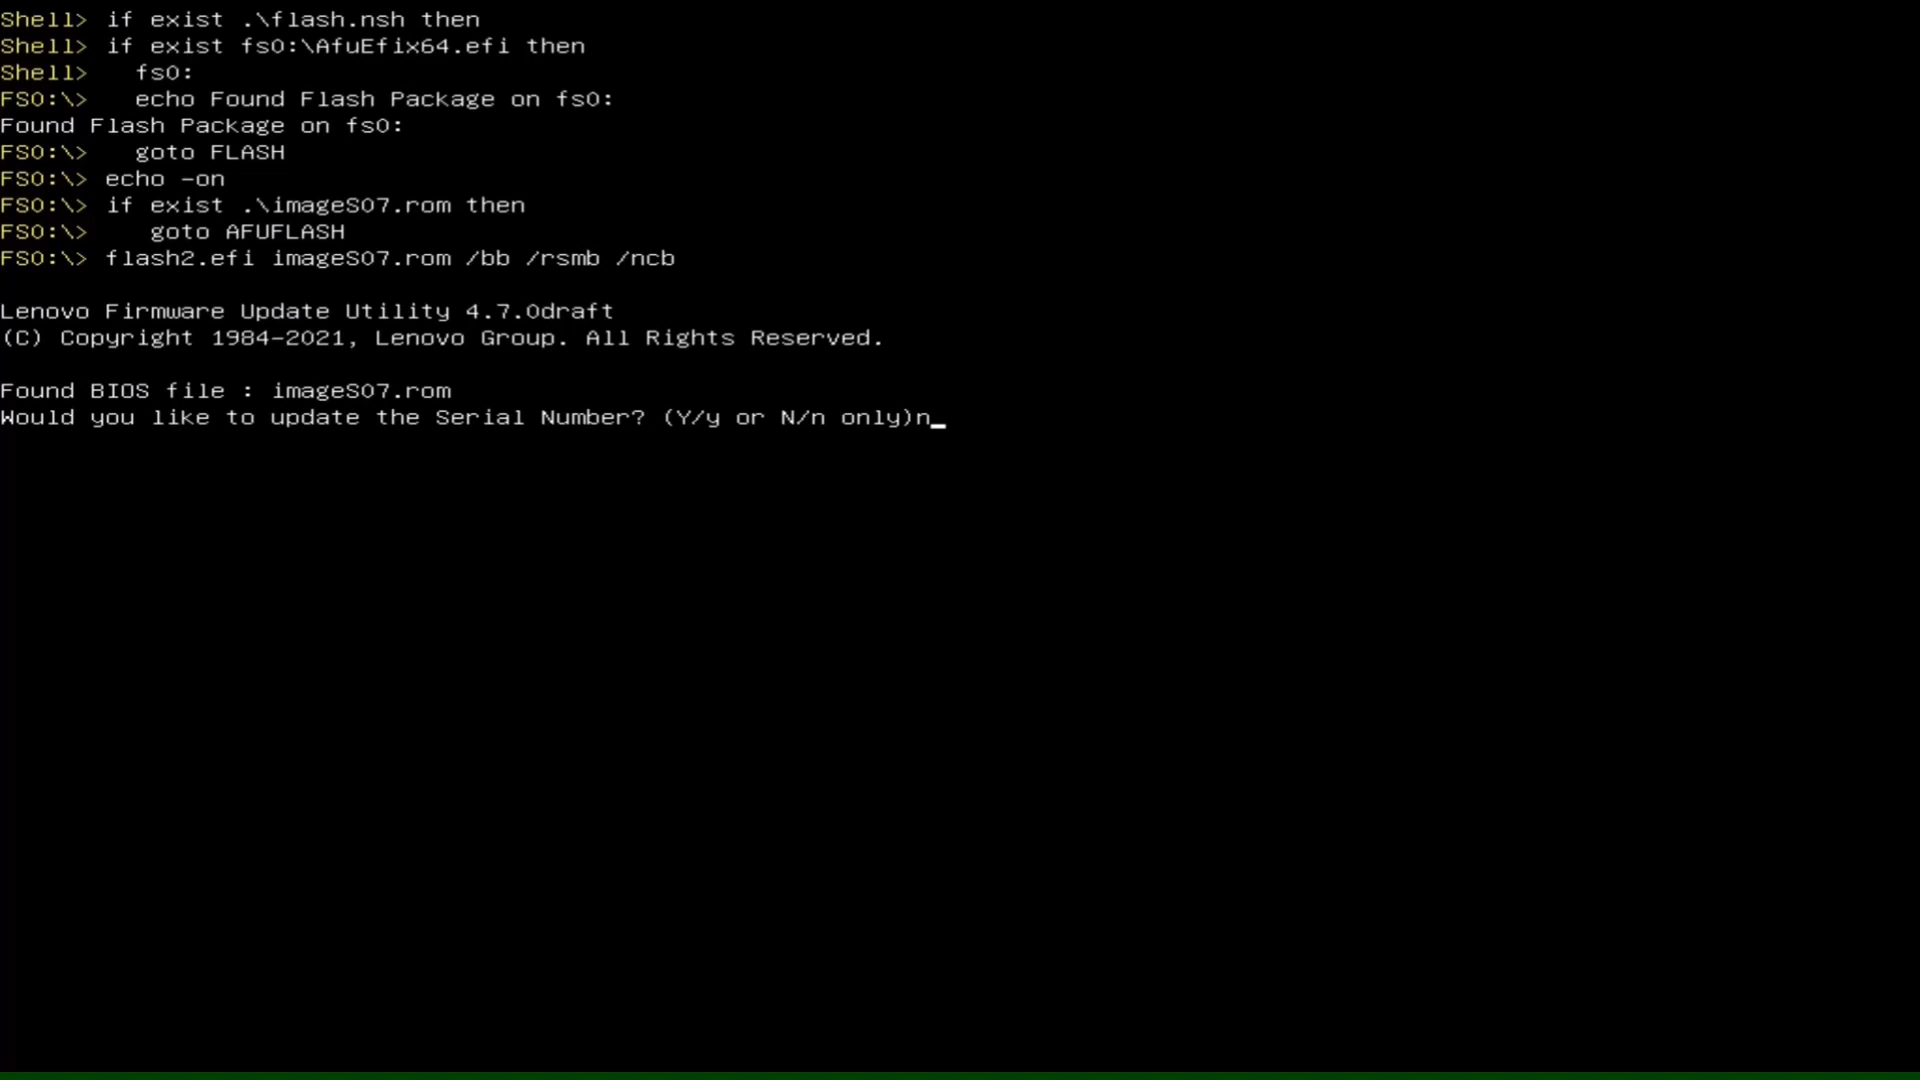 Shell> if exist .\flash.nsh then
Shell> if exist fs0:\AfuEfix64.efi then
Shell>   fs0:
FS0:\>   echo Found Flash Package on fs0:
Found Flash Package on fs0:
FS0:\>   goto FLASH
FS0:\> echo -on
FS0:\> if exist .\imageS07.rom then
FS0:\>    goto AFUFLASH
FS0:\> flash2.efi imageS07.rom /bb /rsmb /ncb
Lenovo Firmware Update Utility 4.7.0draft
(C) Copyright 1984-2021, Lenovo Group. All Rights Reserved.
Found BIOS file : imageS07.rom
Would you like to update the Serial Number? (Y/y or N/n only)n_